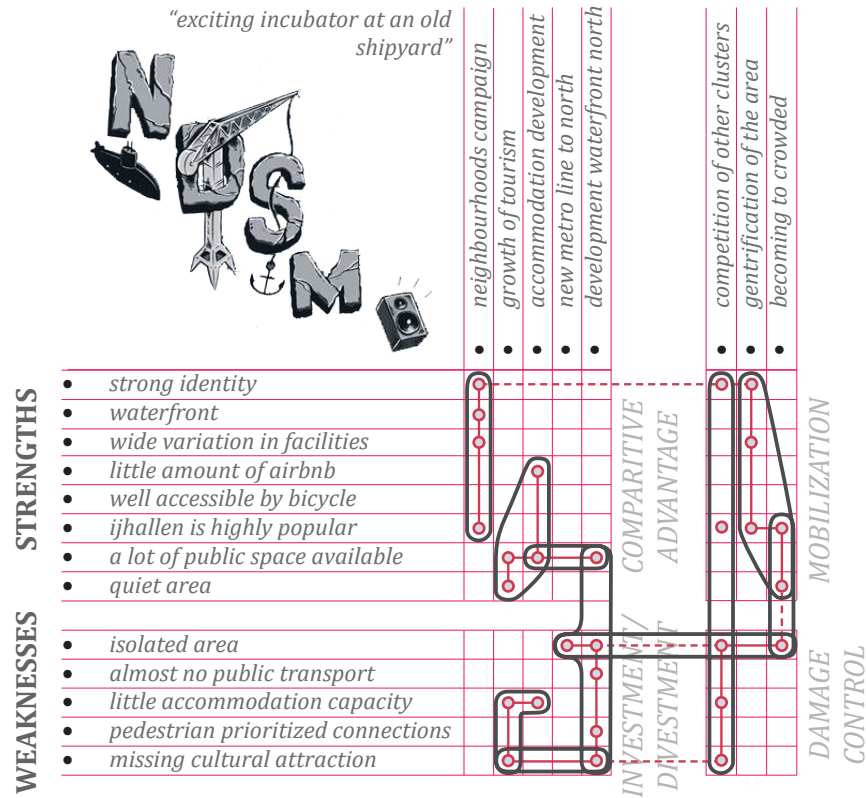 “exciting incubator at an old
shipyard”
NDSM
neighbourhoods campaign
growth of tourism
accommodation development
new metro line to north
development waterfront north
competition of other clusters
gentrification of the area
becoming to crowded
STRENGTHS
• strong identity
• waterfront
• wide variation in facilities
• little amount of airbnb
• well accessible by bicycle
• ijhallen is highly popular
• a lot of public space available
• quiet area
COMPARITIVE
ADVANTAGE
MOBILIZATION
WEAKNESSES
• isolated area
• almost no public transport
• little accommodation capacity
• pedestrian prioritized connections
• missing cultural attraction
INVESTMENT/
DIVESTMENT
DAMAGE
CONTROL